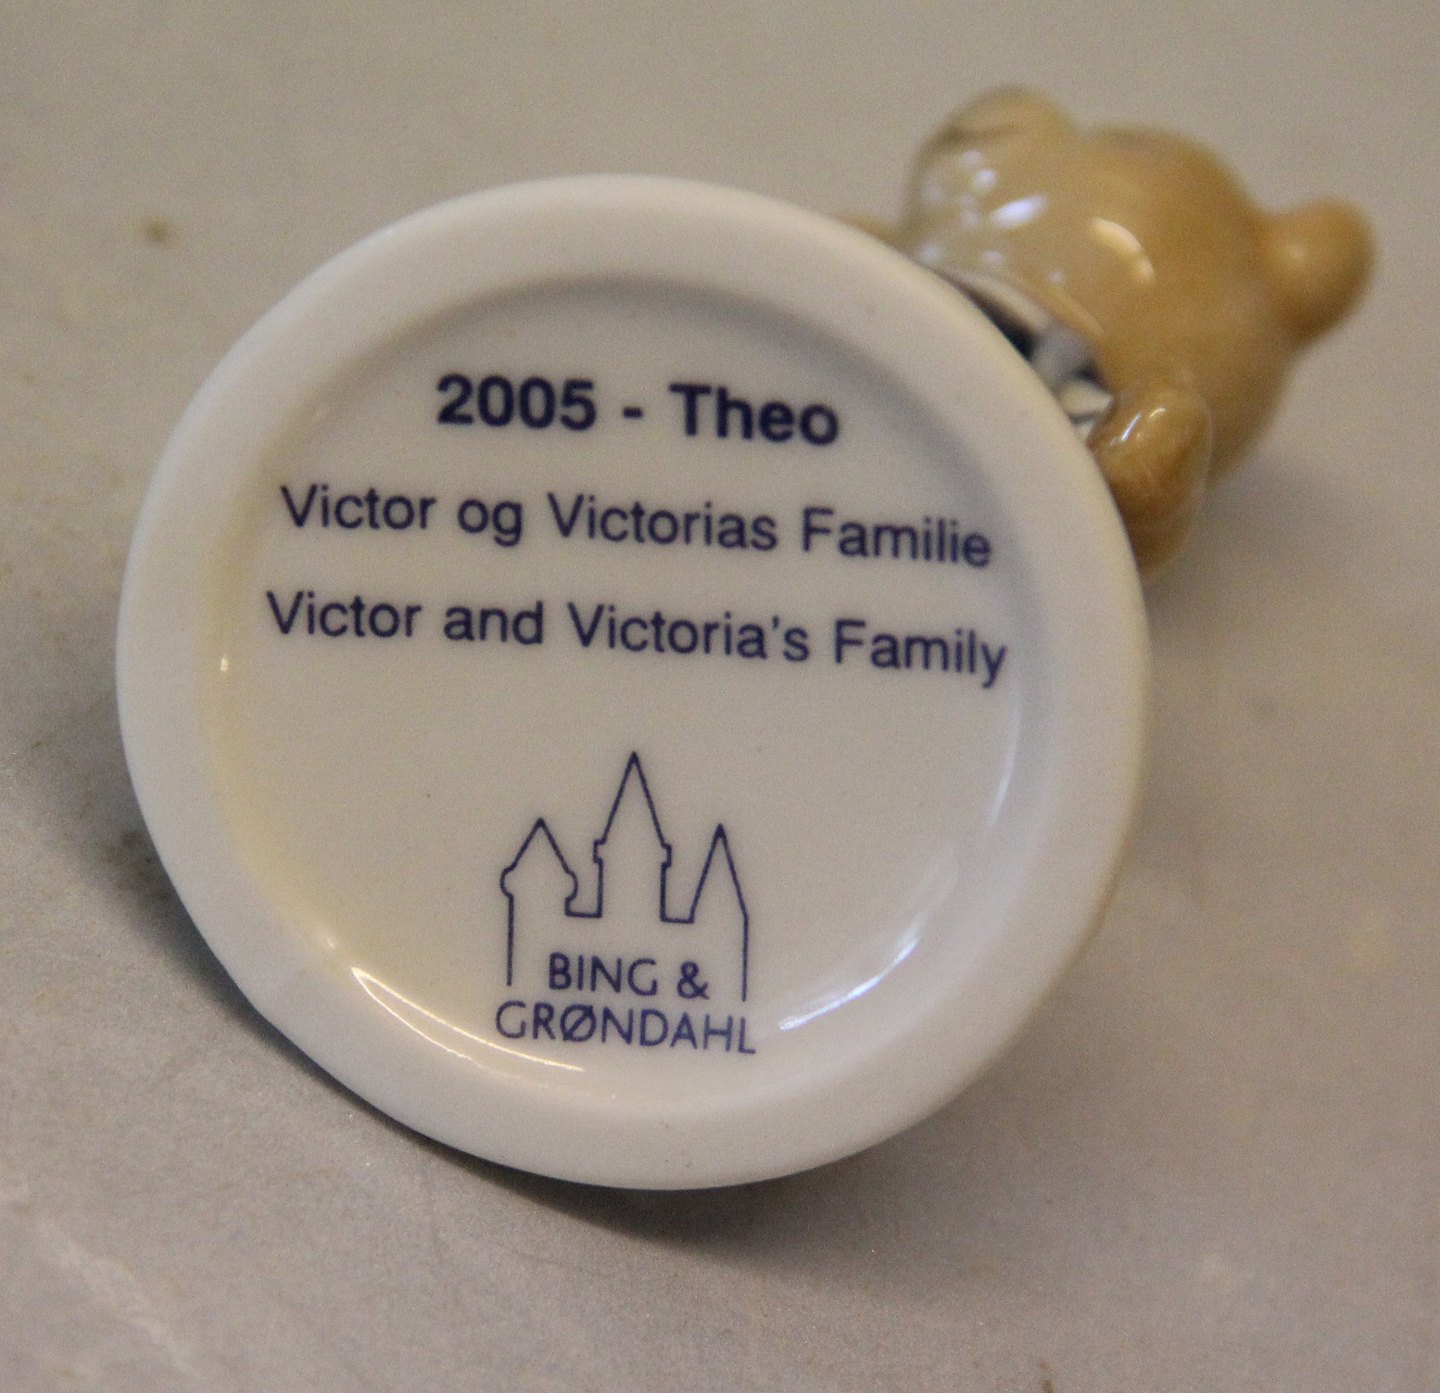 2005 - Theo
Victor og Victorias Familie
Victor and Victoria's Family
BING &
GRØNDAHL